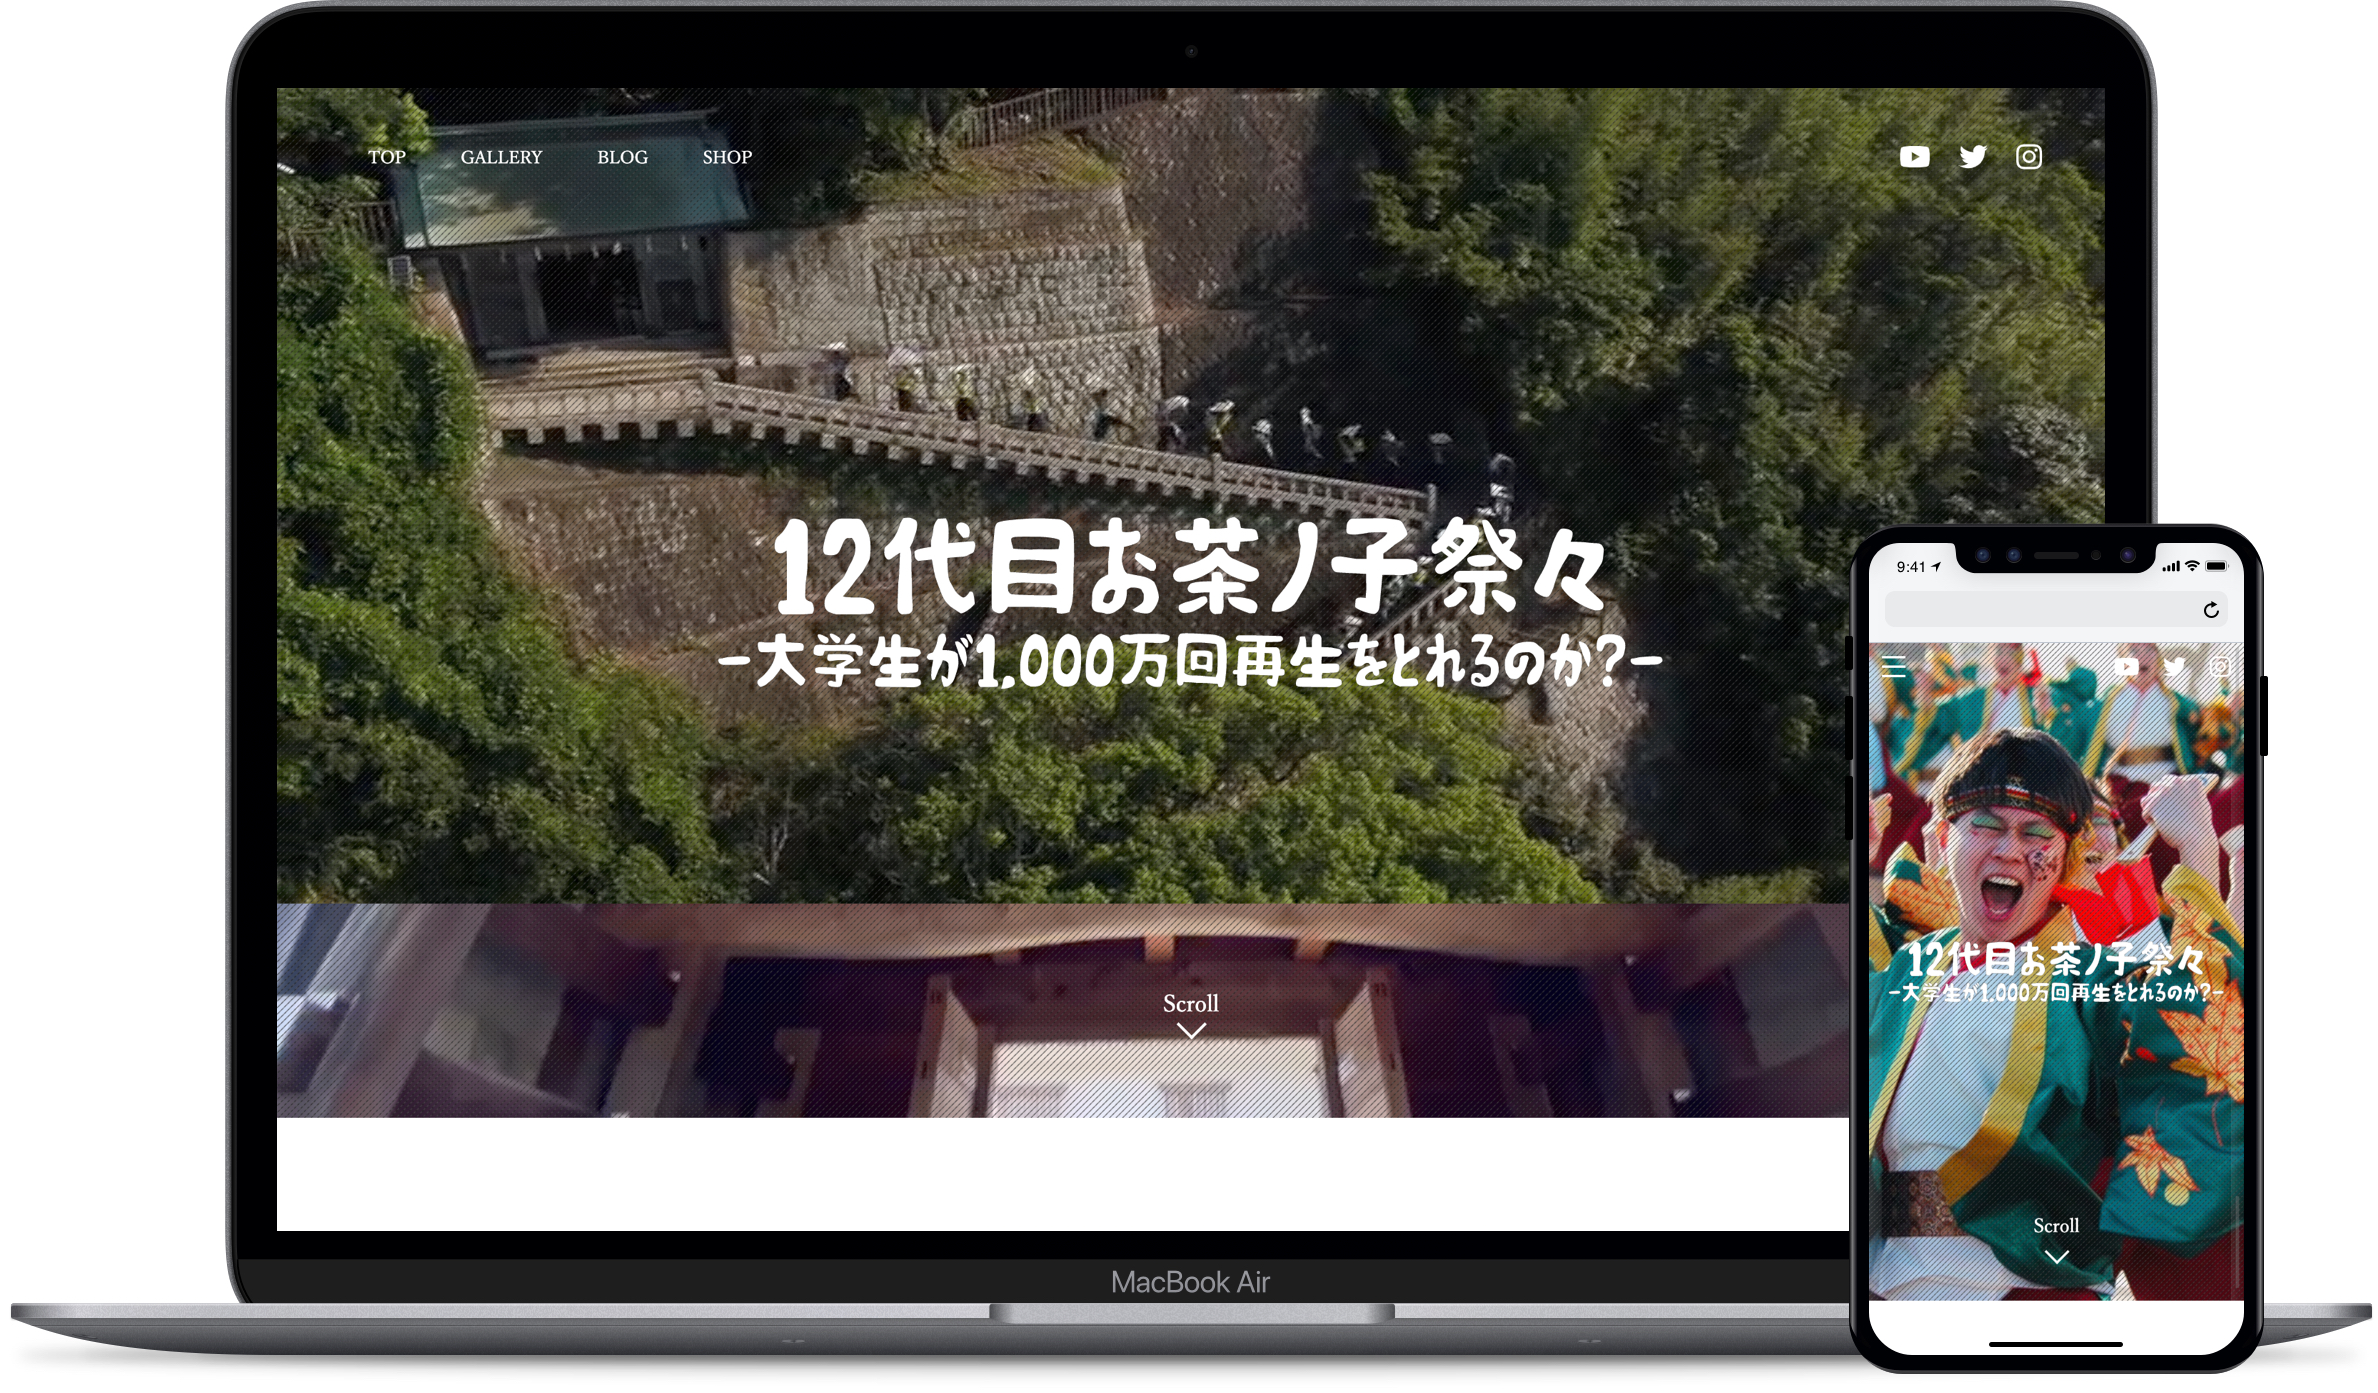 TOP GALLERY BLOG SHOP
12代目お茶ノ子祭々
-大学生が1,000万回再生をとれるのか?-
Scroll
MacBook Air
9:41
12代目お茶ノ子祭々
-大学生が1,000万回再生をとれるのか?-
Scroll